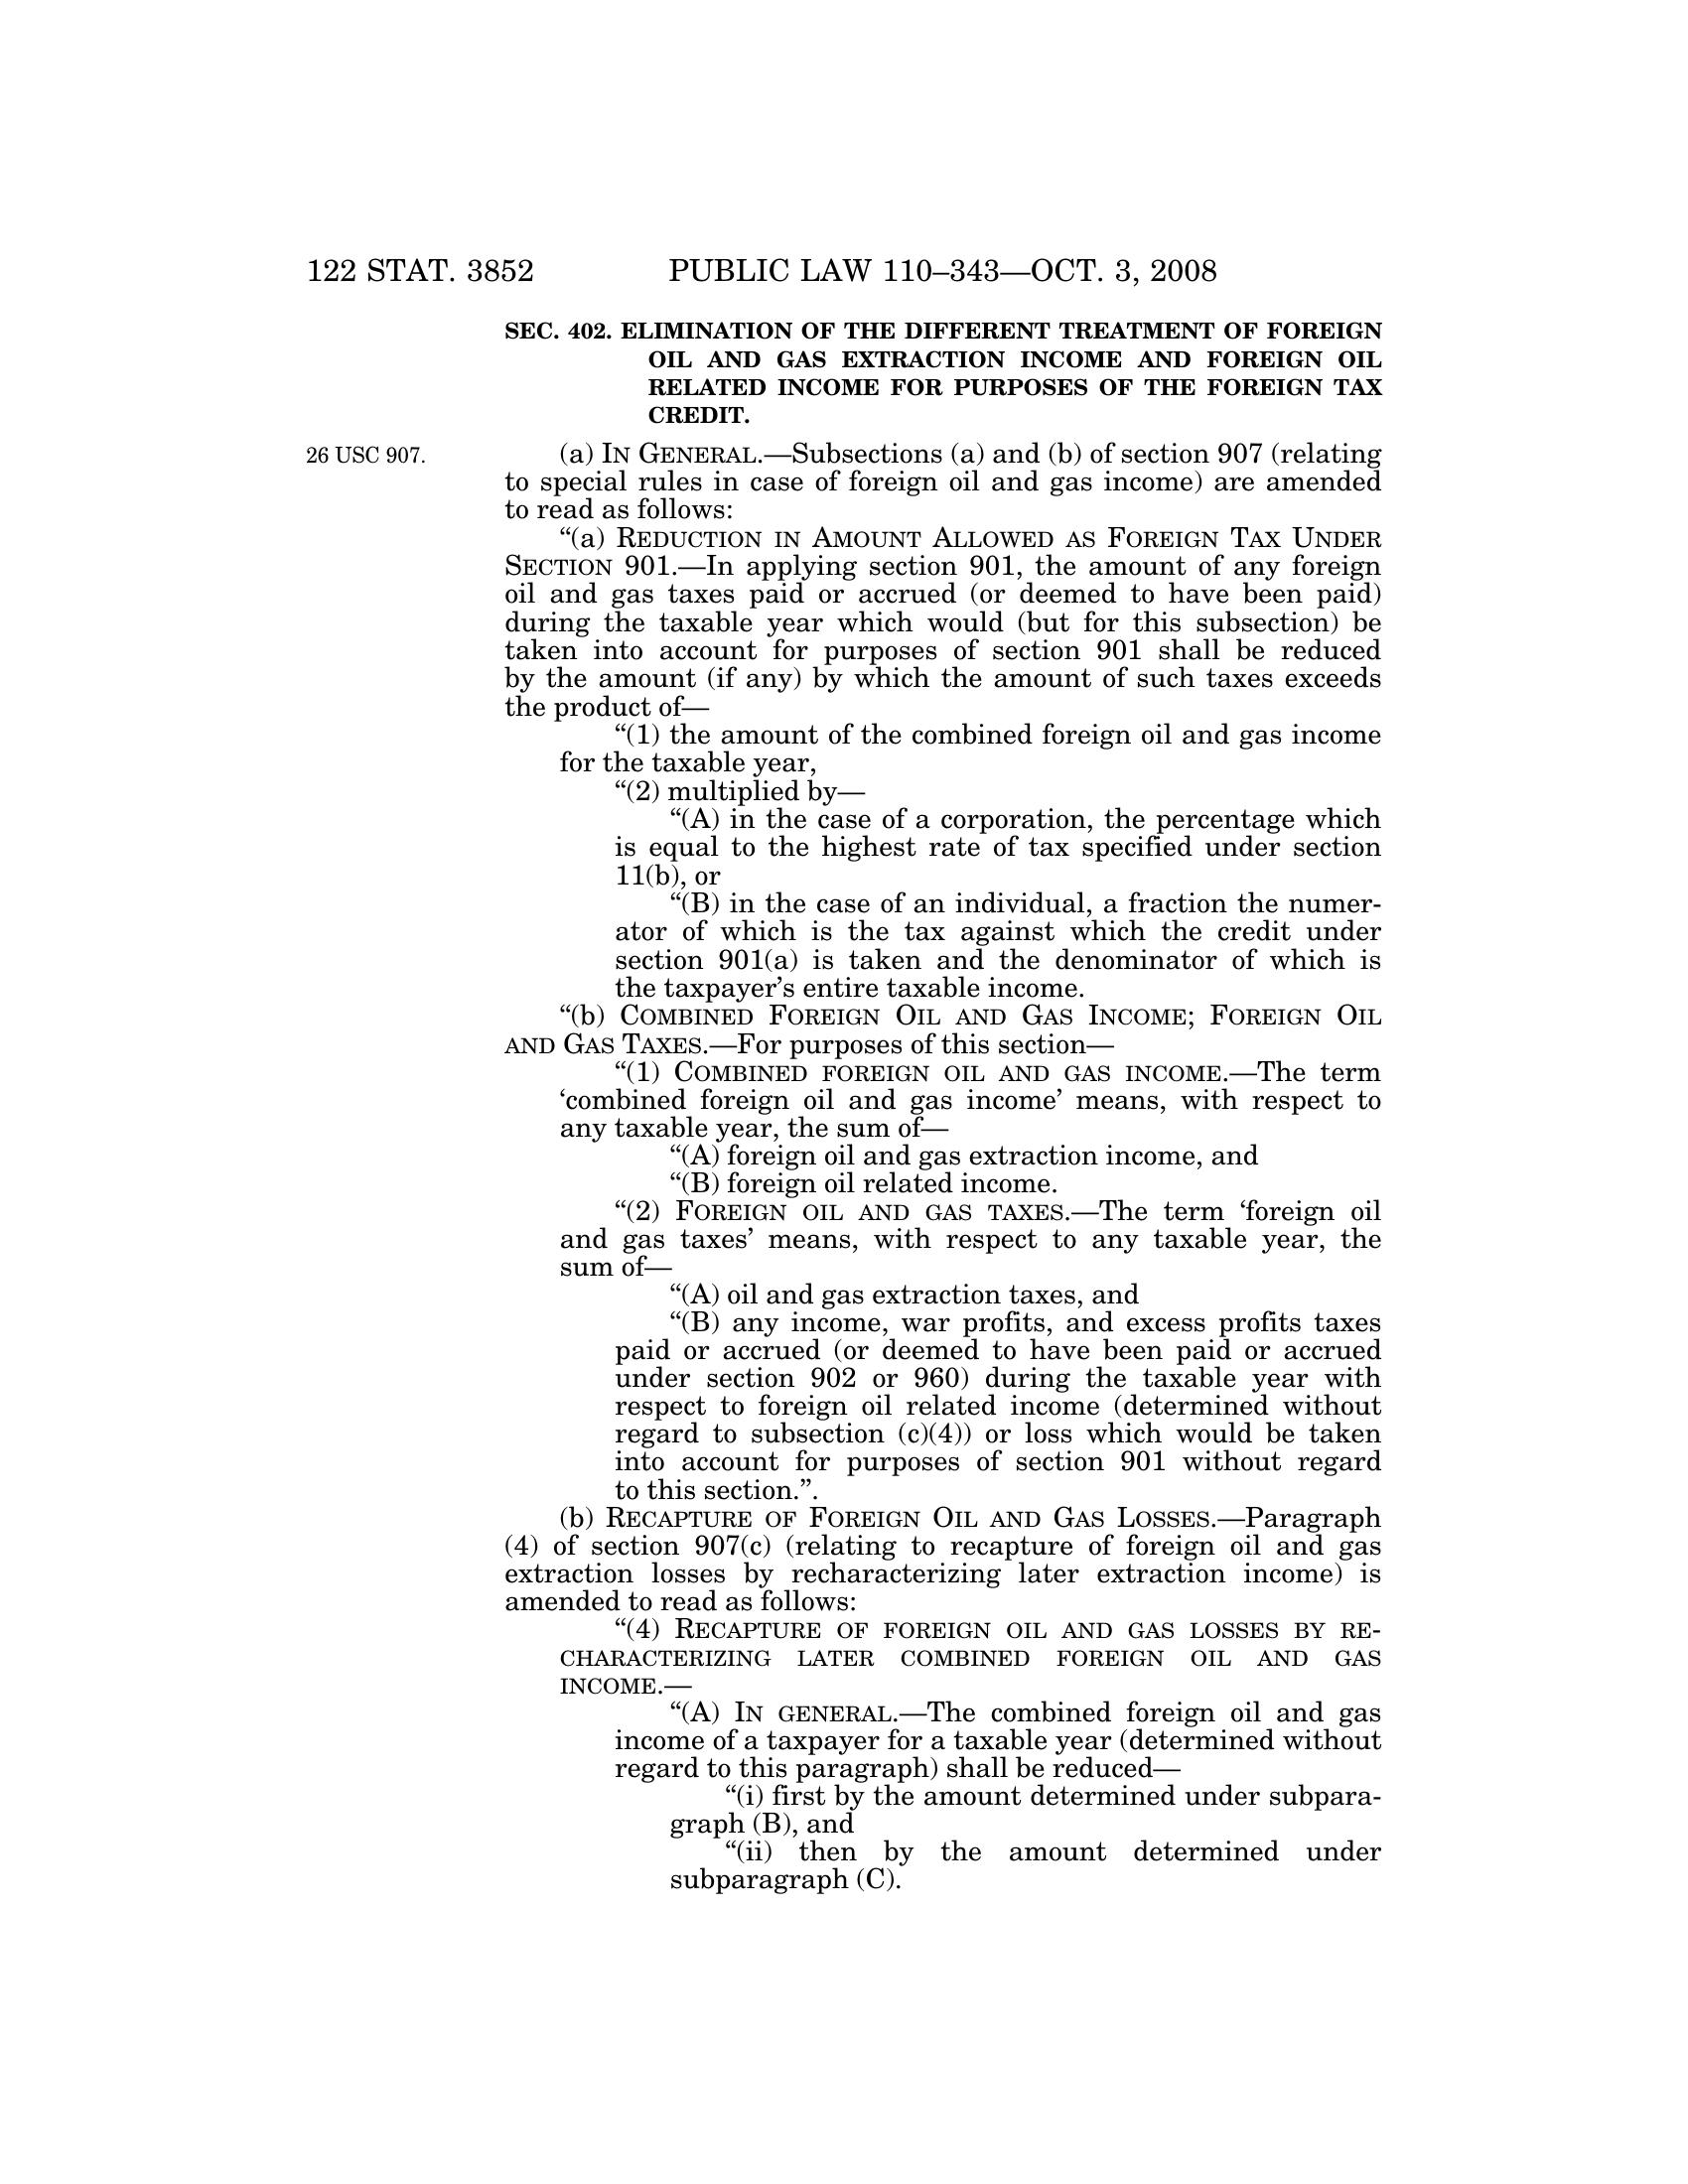 122 STAT. 3852 PUBLIC LAW 110–343—OCT. 3, 2008
SEC. 402. ELIMINATION OF THE DIFFERENT TREATMENT OF FOREIGN
OIL AND GAS EXTRACTION INCOME AND FOREIGN OIL
RELATED INCOME FOR PURPOSES OF THE FOREIGN TAX
CREDIT.
26 USC 907.
(a) IN GENERAL.—Subsections (a) and (b) of section 907 (relating
to special rules in case of foreign oil and gas income) are amended
to read as follows:
“(a) REDUCTION IN AMOUNT ALLOWED AS FOREIGN TAX UNDER
SECTION 901.—In applying section 901, the amount of any foreign
oil and gas taxes paid or accrued (or deemed to have been paid)
during the taxable year which would (but for this subsection) be
taken into account for purposes of section 901 shall be reduced
by the amount (if any) by which the amount of such taxes exceeds
the product of—
“(1) the amount of the combined foreign oil and gas income
for the taxable year,
“(2) multiplied by—
“(A) in the case of a corporation, the percentage which
is equal to the highest rate of tax specified under section
11(b), or
“(B) in the case of an individual, a fraction the numer-
ator of which is the tax against which the credit under
section 901(a) is taken and the denominator of which is
the taxpayer’s entire taxable income.
“(b) COMBINED FOREIGN OIL AND GAS INCOME; FOREIGN OIL
AND GAS TAXES.—For purposes of this section—
“(1) COMBINED FOREIGN OIL AND GAS INCOME.—The term
‘combined foreign oil and gas income’ means, with respect to
any taxable year, the sum of—
“(A) foreign oil and gas extraction income, and
“(B) foreign oil related income.
“(2) FOREIGN OIL AND GAS TAXES.—The term ‘foreign oil
and gas taxes’ means, with respect to any taxable year, the
sum of—
“(A) oil and gas extraction taxes, and
“(B) any income, war profits, and excess profits taxes
paid or accrued (or deemed to have been paid or accrued
under section 902 or 960) during the taxable year with
respect to foreign oil related income (determined without
regard to subsection (c)(4)) or loss which would be taken
into account for purposes of section 901 without regard
to this section.”.
(b) RECAPTURE OF FOREIGN OIL AND GAS LOSSES.—Paragraph
(4) of section 907(c) (relating to recapture of foreign oil and gas
extraction losses by recharacterizing later extraction income) is
amended to read as follows:
“(4) RECAPTURE OF FOREIGN OIL AND GAS LOSSES BY RE-
CHARACTERIZING LATER COMBINED FOREIGN OIL AND GAS
INCOME.—
“(A) IN GENERAL.—The combined foreign oil and gas
income of a taxpayer for a taxable year (determined without
regard to this paragraph) shall be reduced—
“(i) first by the amount determined under subpara-
graph (B), and
“(ii) then by the amount determined under
subparagraph (C).